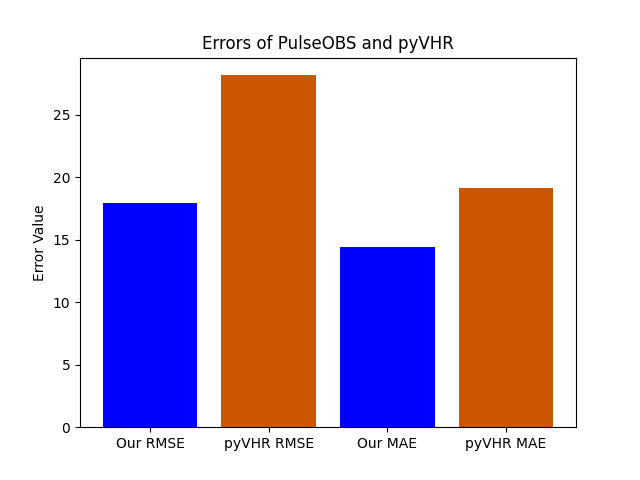 Errors of PulseOBS and pyVHR
Error Value
25
20
15
10
5
0
Our RMSE
pyVHR RMSE
Our MAE
pyVHR MAE